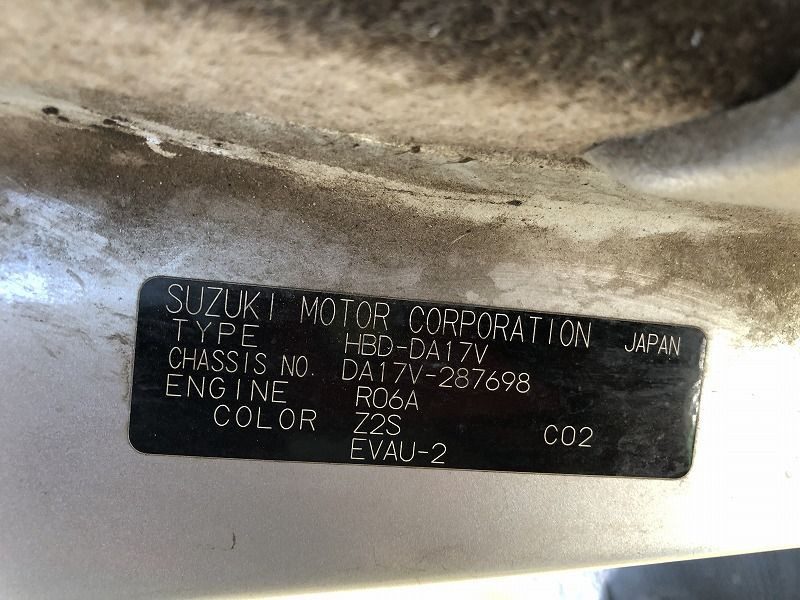 SUZUKI MOTOR CORPORATION JAPAN
TYPE HBD-DA17V
CHASSIS NO. DA17V-287698
ENGINE R06A
COLOR Z2S C02
EVAU-2